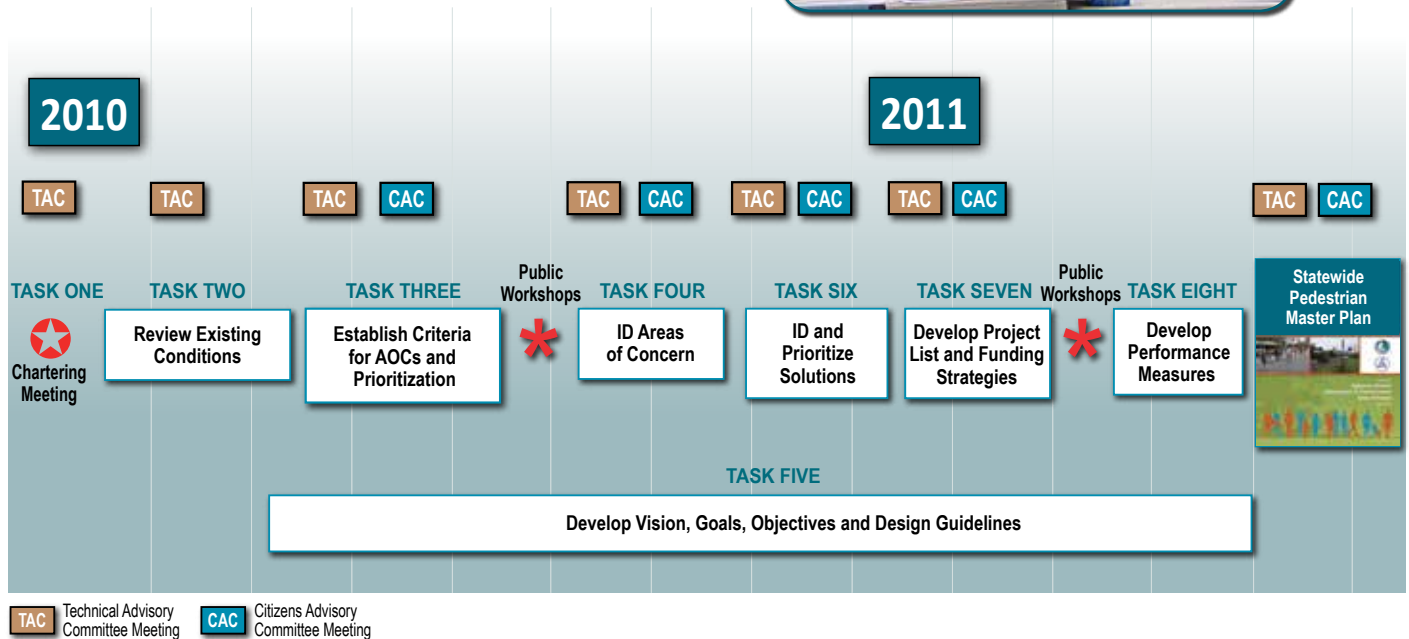 2010
2011
TAC
TAC
TAC CAC
TAC CAC
TAC CAC
TAC CAC
TAC CAC
TASK ONE
Chartering
Meeting
TASK TWO
Review Existing
Conditions
TASK THREE
Establish Criteria
for AOCs and
Prioritization
Public
Workshops
TASK FOUR
ID Areas
of Concern
TASK SIX
ID and
Prioritize
Solutions
TASK SEVEN
Develop Project
List and Funding
Strategies
Public
Workshops
TASK EIGHT
Develop
Performance
Measures
Statewide
Pedestrian
Master Plan
TASK FIVE
Develop Vision, Goals, Objectives and Design Guidelines
TAC Technical Advisory
Committee Meeting
CAC Citizens Advisory
Committee Meeting